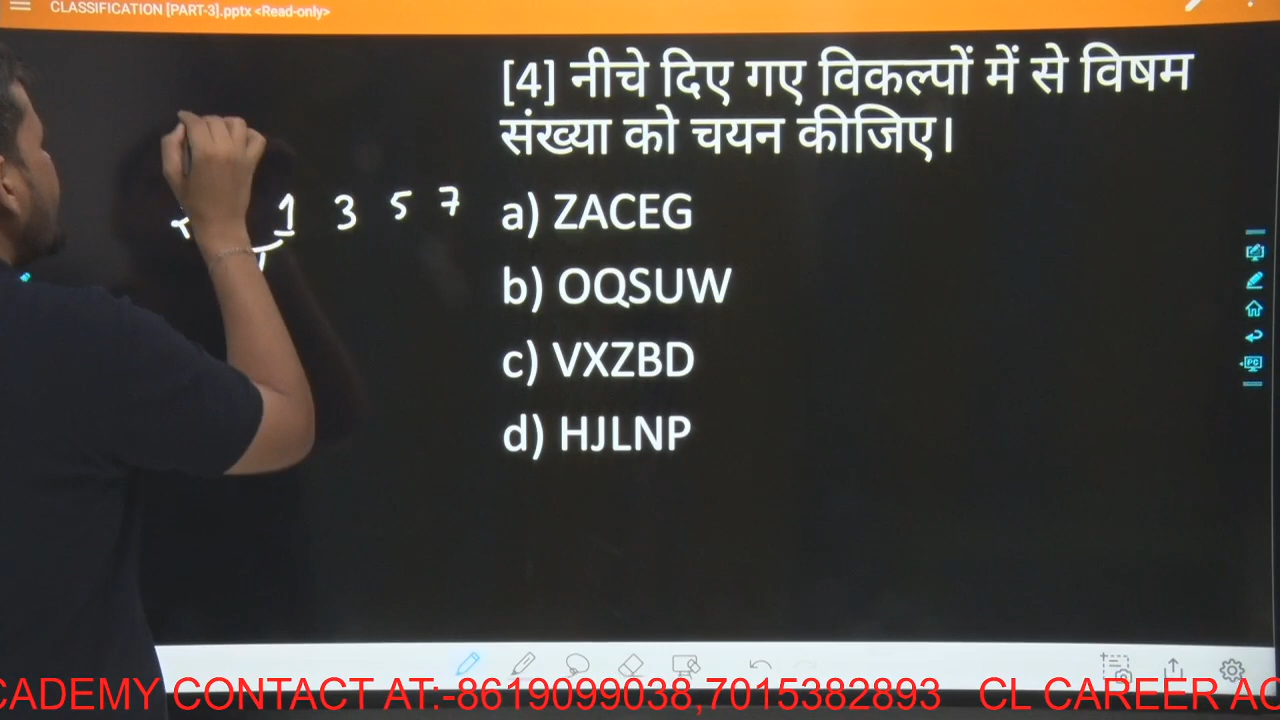 CLASSIFICATION [PART-3].pptx <Read-only>
[4] नीचे दिए गए विकल्पों में से विषम
संख्या को चयन कीजिए।
1 3 5 7
a) ZACEG
b) OQSUW
c) VXZBD
d) HJLNP
CADEMY CONTACT AT:-8619099038,7015382893 CL CAREER AC